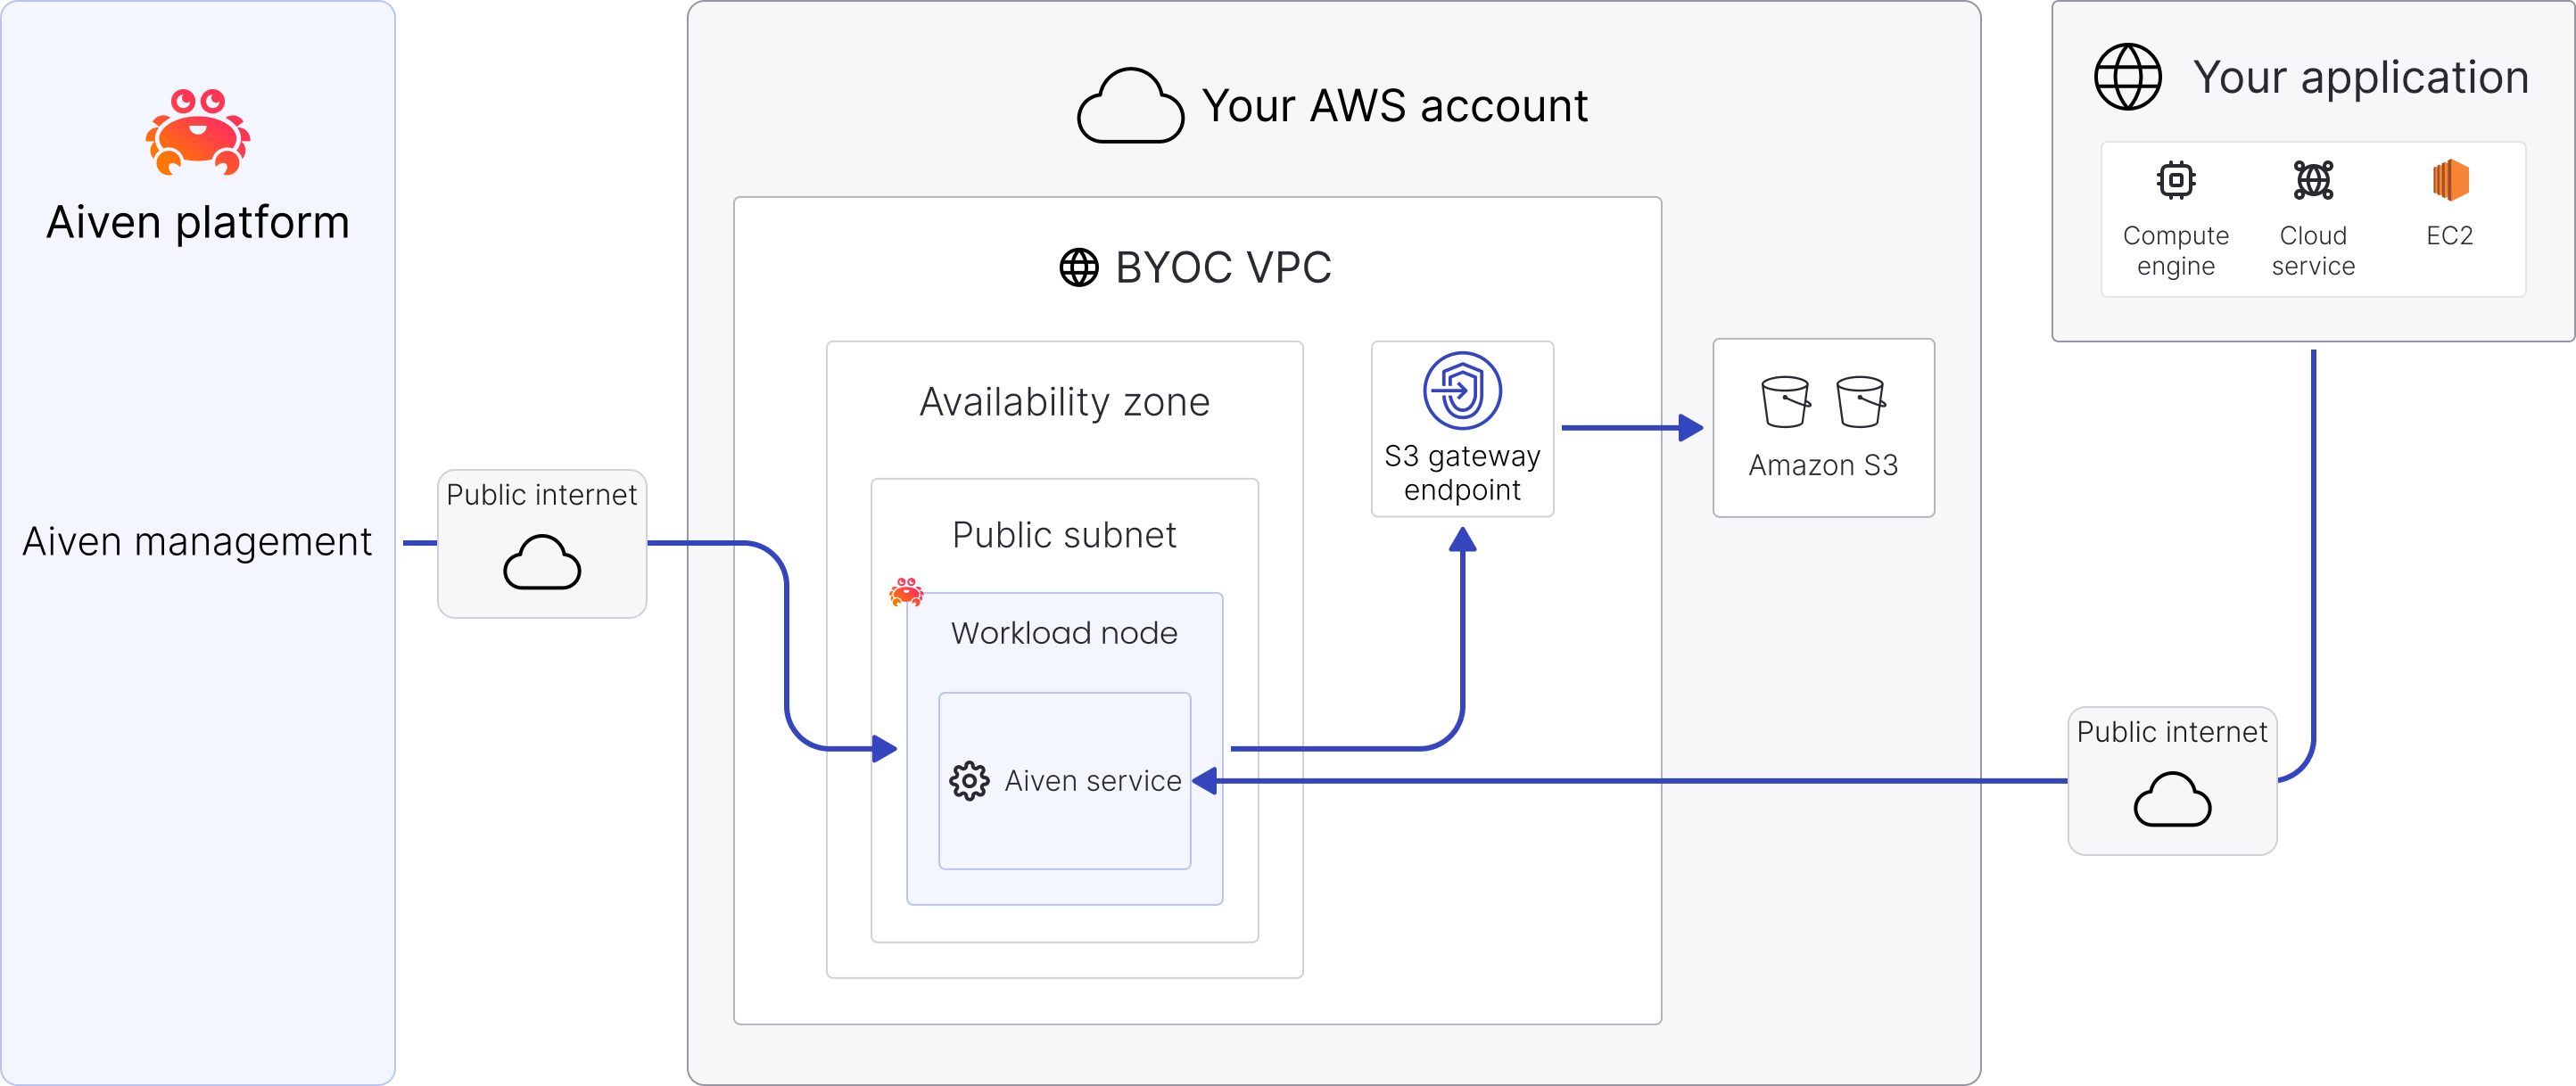 Aiven platform
Aiven management
Public internet
Your AWS account
BYOC VPC
Availability zone
Public subnet
Workload node
Aiven service
S3 gateway
endpoint
Amazon S3
Your application
Compute
engine
Cloud
service
EC2
Public internet